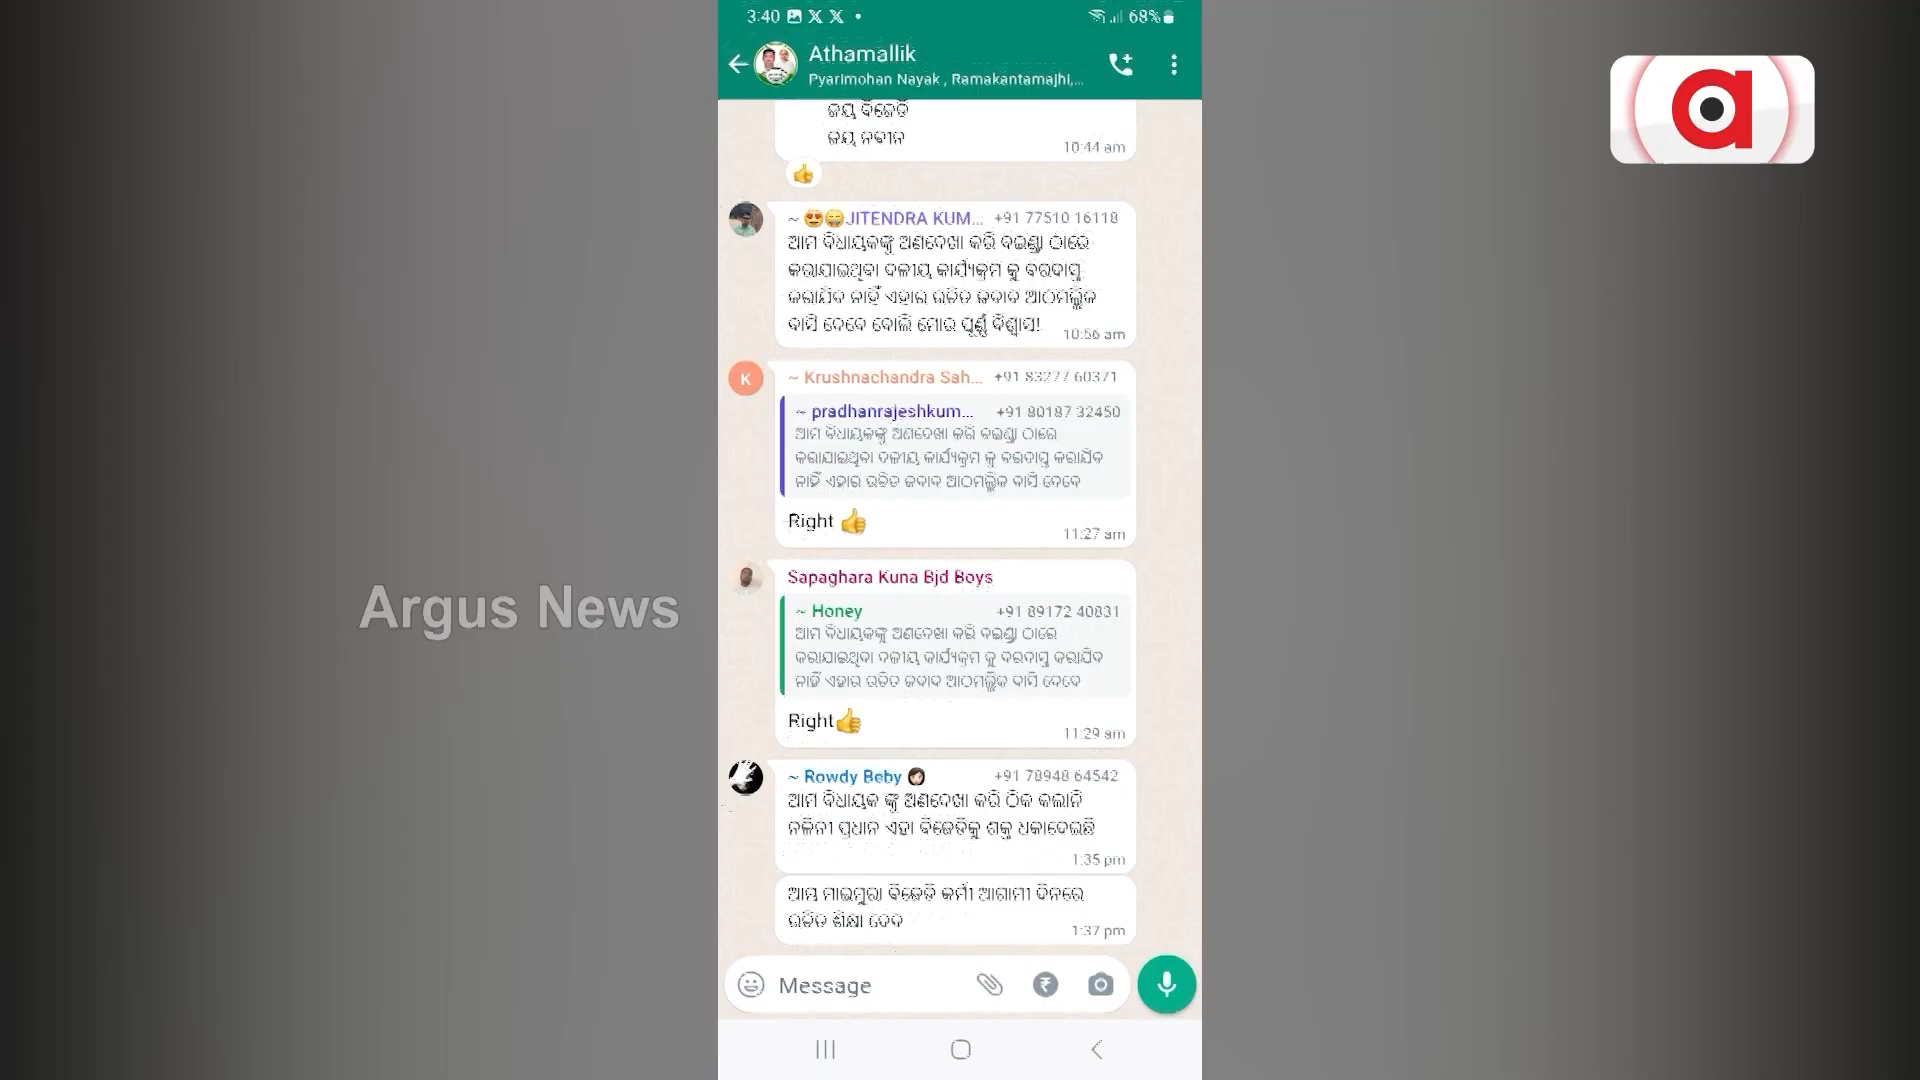 3:40
68%
Athamallik
Pyarimohan Nayak , Ramakantamajhi,...
ଜୟ ବିଜେଡି
ଜୟ ନବୀନ
10:44 am
~ JITENDRA KUM... +91 77510 16118
ଆମ ବିଧାୟକଙ୍କୁ ଅଣଦେଖା କରି ବଇଣ୍ଡା ଠାରେ
କରାଯାଇଥିବା ଦଳୀୟ କାର୍ଯ୍ୟକ୍ରମ କୁ ବରଦାସ୍ତ
କରାଯିବ ନାହିଁ ଏହାର ଉଚିତ ଜବାବ ଆଠମଲ୍ଲିକ
ବାସି ଦେବେ ବୋଲି ମୋର ପୂର୍ଣ୍ଣ ବିଶ୍ୱାସ!
10:56 am
K
~ Krushnachandra Sah... +91 83277 60371
~ pradhanrajeshkum... +91 80187 32450
ଆମ ବିଧାୟକଙ୍କୁ ଅଣଦେଖା କରି ବଇଣ୍ଡା ଠାରେ
କରାଯାଇଥିବା ଦଳୀୟ କାର୍ଯ୍ୟକ୍ରମ କୁ ବରଦାସ୍ତ କରାଯିବ
ନାହିଁ ଏହାର ଉଚିତ ଜବାବ ଆଠମଲ୍ଲିକ ବାସି ଦେବେ
Right 👍
11:27 am
Sapaghara Kuna Bjd Boys
~ Honey +91 89172 40831
ଆମ ବିଧାୟକଙ୍କୁ ଅଣଦେଖା କରି ବଇଣ୍ଡା ଠାରେ
କରାଯାଇଥିବା ଦଳୀୟ କାର୍ଯ୍ୟକ୍ରମ କୁ ବରଦାସ୍ତ କରାଯିବ
ନାହିଁ ଏହାର ଉଚିତ ଜବାବ ଆଠମଲ୍ଲିକ ବାସି ଦେବେ
Right👍
11:29 am
~ Rowdy Beby +91 78948 64542
ଆମ ବିଧାୟକ ଙ୍କୁ ଅଣଦେଖା କରି ଠିକ କଲାନି
ନଳିନୀ ପ୍ରଧାନ ଏହା ବିଜେଡିକୁ ଶକ୍ତ ଧକାଦେଇଛି
1:35 pm
ଆମ୍ଭ ମାଇମୁରା ବିଜେଡି କର୍ମୀ ଆଗାମୀ ଦିନରେ
ଉଚିତ ଶିକ୍ଷା ଦେବ
1:37 pm
Message
Argus News
a